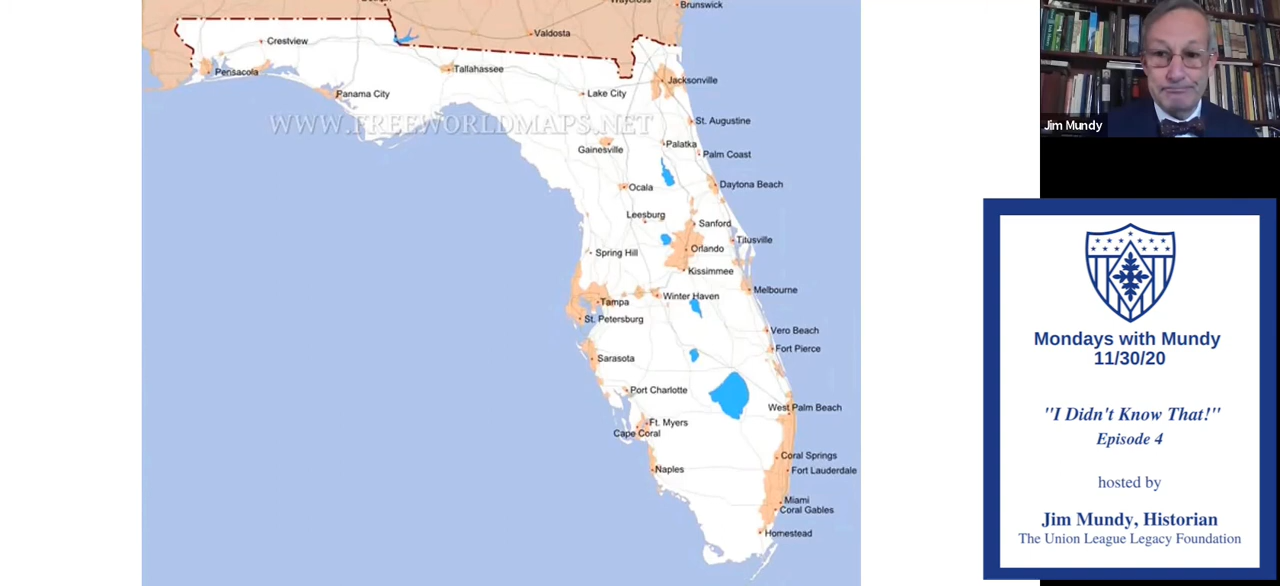 Waycross
Brunswick
Valdosta
Crestview
Pensacola
Tallahassee
Panama City
Lake City
Jacksonville
WWW.FREEWORLDMAPS.NET
St. Augustine
Gainesville
Palatka
Palm Coast
Ocala
Daytona Beach
Leesburg
Sanford
Spring Hill
Orlando
Titusville
Kissimmee
Tampa
Winter Haven
Melbourne
St. Petersburg
Vero Beach
Sarasota
Fort Pierce
Port Charlotte
West Palm Beach
Ft. Myers
Cape Coral
Naples
Coral Springs
Fort Lauderdale
Miami
Coral Gables
Homestead
Jim Mundy
Mondays with Mundy
11/30/20
"I Didn't Know That!"
Episode 4
hosted by
Jim Mundy, Historian
The Union League Legacy Foundation